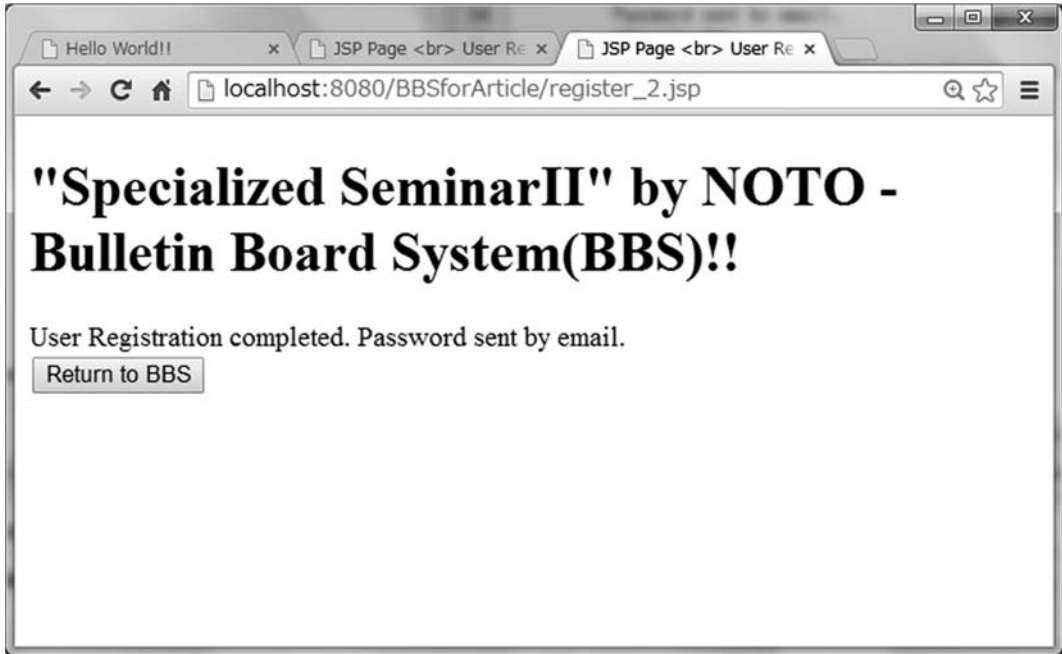 Hello World!!
JSP Page <br> User Re
JSP Page <br> User Re
localhost:8080/BBSforArticle/register_2.jsp
"Specialized SeminarII" by NOTO -
Bulletin Board System(BBS)!!
User Registration completed. Password sent by email.
Return to BBS